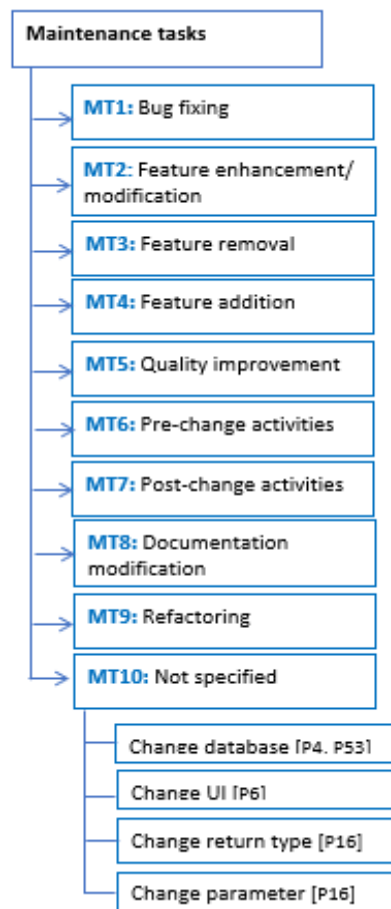 Maintenance tasks
MT1: Bug fixing
MT2: Feature enhancement/
modification
MT3: Feature removal
MT4: Feature addition
MT5: Quality improvement
MT6: Pre-change activities
MT7: Post-change activities
MT8: Documentation
modification
MT9: Refactoring
MT10: Not specified
Change database [P4, P53]
Change UI [P6]
Change return type [P16]
Change parameter [P16]